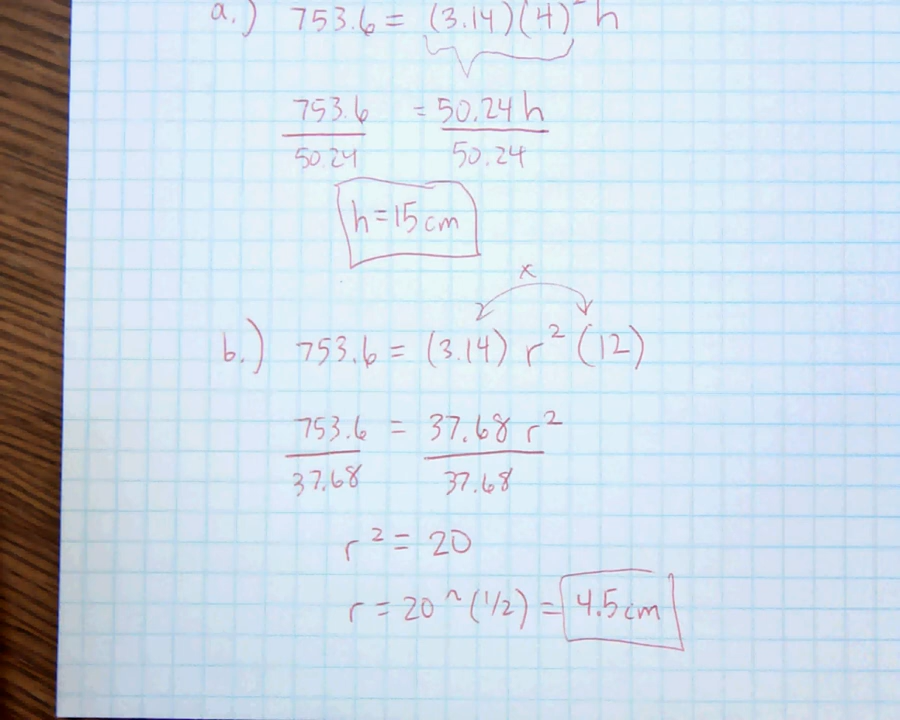 a.) 753.6 = (3.14)(4)² h
753.6 = 50.24 h
50.24 50.24
h = 15 cm
x
b.) 753.6 = (3.14) r² (12)
753.6 = 37.68 r²
37.68 37.68
r² = 20
r = 20 ^ (1/2) = 4.5 cm